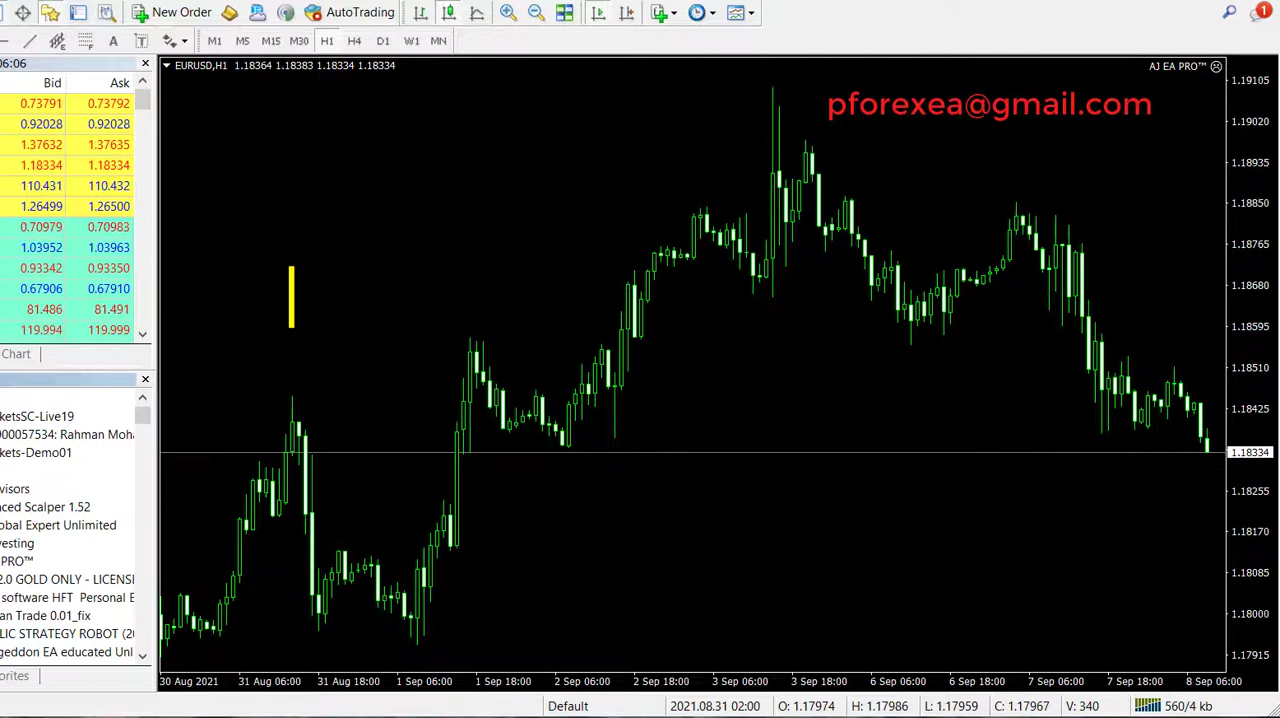 New Order
AutoTrading
1
A
T
M1 M5 M15 M30 H1 H4 D1 W1 MN
06:06
Bid Ask
0.73791 0.73792
0.92028 0.92028
1.37632 1.37635
1.18334 1.18334
110.431 110.432
1.26499 1.26500
0.70979 0.70983
1.03952 1.03963
0.93342 0.93350
0.67906 0.67910
81.486 81.491
119.994 119.999
Chart
ketsSC-Live19
900057534: Rahman Moha
kets-Demo01
visors
nced Scalper 1.52
lobal Expert Unlimited
vesting
PRO™
2.0 GOLD ONLY - LICENSI
software HFT Personal E
an Trade 0.01_fix
LIC STRATEGY ROBOT (2
geddon EA educated Unl
orites
EURUSD,H1 1.18364 1.18383 1.18334 1.18334
AJ EA PRO™
pforexea@gmail.com
1.19105
1.19020
1.18935
1.18850
1.18765
1.18680
1.18595
1.18510
1.18425
1.18334
1.18255
1.18170
1.18085
1.18000
1.17915
30 Aug 2021 31 Aug 06:00 31 Aug 18:00 1 Sep 06:00 1 Sep 18:00 2 Sep 06:00 2 Sep 18:00 3 Sep 06:00 3 Sep 18:00 6 Sep 06:00 6 Sep 18:00 7 Sep 06:00 7 Sep 18:00 8 Sep 06:00
Default 2021.08.31 02:00 O: 1.17974 H: 1.17986 L: 1.17959 C: 1.17967 V: 340 560/4 kb